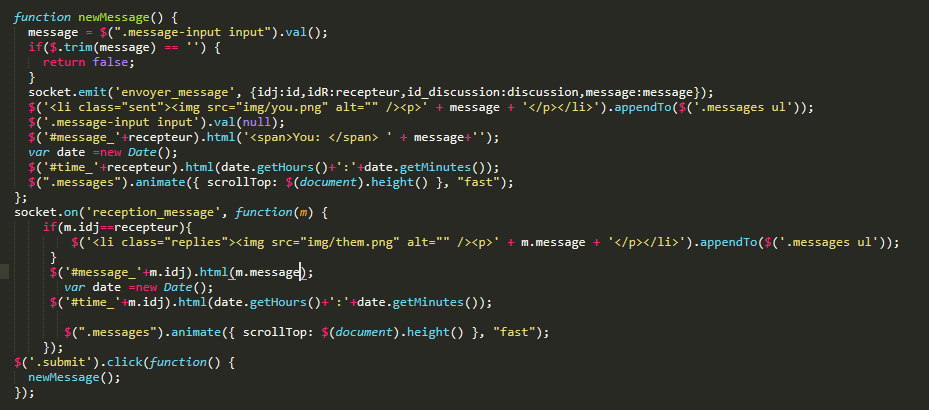 function newMessage() {
message = $(".message-input input").val();
if($.trim(message) == '') {
return false;
}
socket.emit('envoyer_message', {idj:id,idR:recepteur,id_discussion:discussion,message:message});
$('<li class="sent"><img src="img/you.png" alt="" /><p>' + message + '</p></li>').appendTo($('.messages ul'));
$('.message-input input').val(null);
$('#message_'+recepteur).html('<span>You: </span> ' + message+'');
var date =new Date();
$('#time_'+recepteur).html(date.getHours()+':'+date.getMinutes());
$(".messages").animate({ scrollTop: $(document).height() }, "fast");
};
socket.on('reception_message', function(m) {
if(m.idj==recepteur){
$('<li class="replies"><img src="img/them.png" alt="" /><p>' + m.message + '</p></li>').appendTo($('.messages ul'));
}
$('#message_'+m.idj).html(m.message);
var date =new Date();
$('#time_'+m.idj).html(date.getHours()+':'+date.getMinutes());
$(".messages").animate({ scrollTop: $(document).height() }, "fast");
});
$('.submit').click(function() {
newMessage();
});